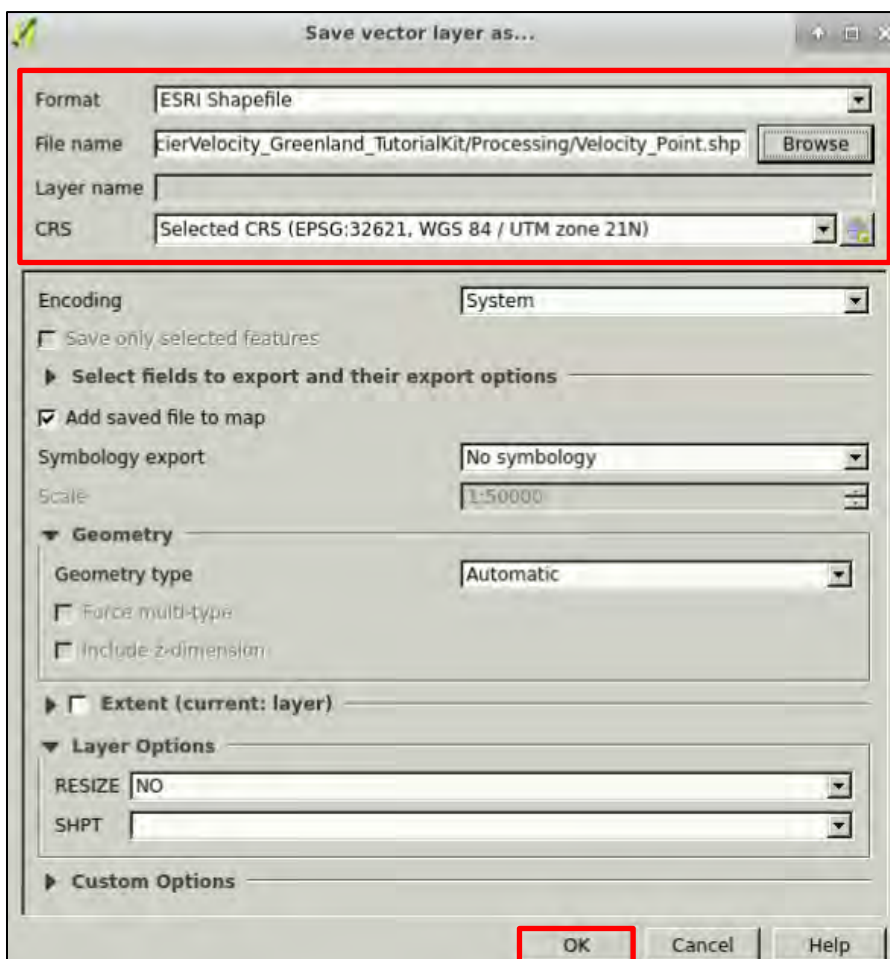 Save vector layer as...
Format ESRI Shapefile
File name cierVelocity_Greenland_TutorialKit/Processing/Velocity_Point.shp Browse
Layer name
CRS Selected CRS (EPSG:32621, WGS 84 / UTM zone 21N)
Encoding System
Save only selected features
Select fields to export and their export options
Add saved file to map
Symbology export No symbology
Scale 1:50000
Geometry
Geometry type Automatic
Force multi-type
Include z-dimension
Extent (current: layer)
Layer Options
RESIZE NO
SHPT
Custom Options
OK Cancel Help